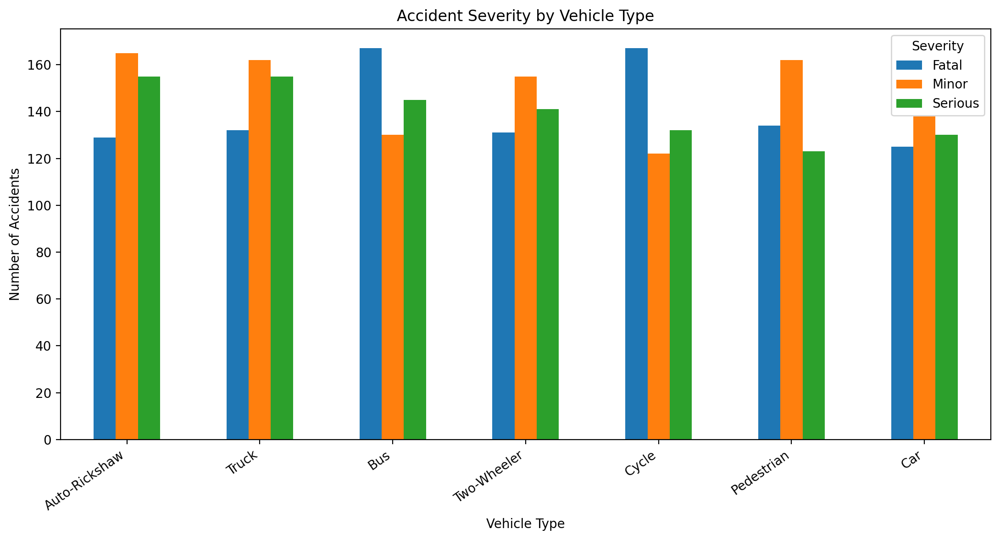 Accident Severity by Vehicle Type
Severity
Fatal
Minor
Serious
Number of Accidents
160
140
120
100
80
60
40
20
0
Auto-Rickshaw
Truck
Bus
Two-Wheeler
Cycle
Pedestrian
Car
Vehicle Type